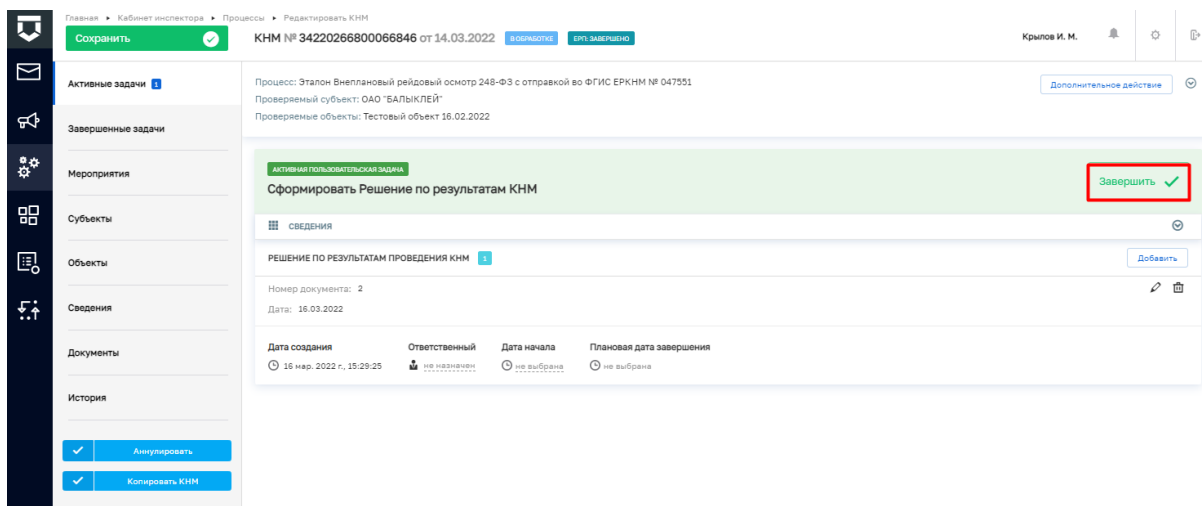 Главная ▸ Кабинет инспектора ▸ Процессы ▸ Редактировать КНМ
Сохранить
КНМ № 34220266800066846 от 14.03.2022 В ОБРАБОТКЕ ЕРП: ЗАВЕРШЕНО
Крылов И. М.
Активные задачи 1
Завершенные задачи
Мероприятия
Субъекты
Объекты
Сведения
Документы
История
Аннулировать
Копировать КНМ
Процесс: Эталон Внеплановый рейдовый осмотр 248-ФЗ с отправкой во ФГИС ЕРКНМ № 047551
Проверяемый субъект: ОАО "БАЛЫКЛЕЙ"
Проверяемые объекты: Тестовый объект 16.02.2022
Дополнительное действие
АКТИВНАЯ ПОЛЬЗОВАТЕЛЬСКАЯ ЗАДАЧА
Сформировать Решение по результатам КНМ
Завершить
СВЕДЕНИЯ
РЕШЕНИЕ ПО РЕЗУЛЬТАТАМ ПРОВЕДЕНИЯ КНМ 1
Добавить
Номер документа: 2
Дата: 16.03.2022
Дата создания Ответственный Дата начала Плановая дата завершения
16 мар. 2022 г., 15:29:25 не назначен не выбрана не выбрана